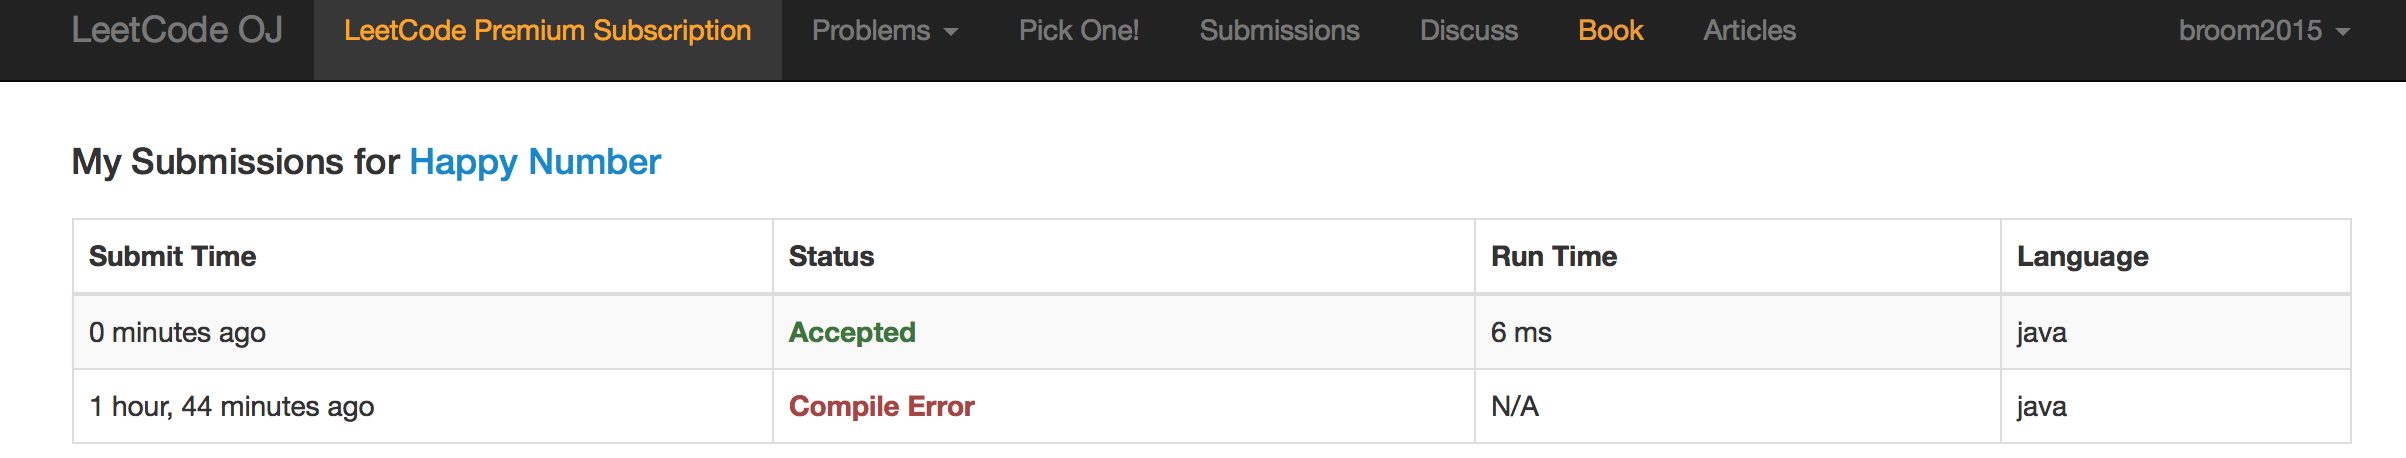 LeetCode OJ LeetCode Premium Subscription Problems Pick One! Submissions Discuss Book Articles broom2015
My Submissions for Happy Number
Submit Time Status Run Time Language
0 minutes ago Accepted 6 ms java
1 hour, 44 minutes ago Compile Error N/A java